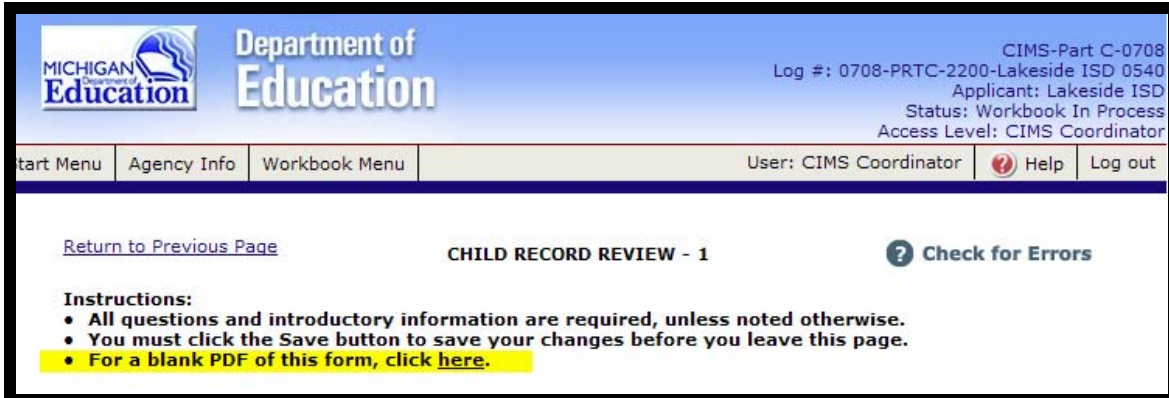 MICHIGAN
Department of
Education
Department of
Education
CIMS-Part C-0708
Log #: 0708-PRTC-2200-Lakeside ISD 0540
Applicant: Lakeside ISD
Status: Workbook In Process
Access Level: CIMS Coordinator
tart Menu Agency Info Workbook Menu User: CIMS Coordinator ? Help Log out
Return to Previous Page CHILD RECORD REVIEW - 1 ? Check for Errors
Instructions:
• All questions and introductory information are required, unless noted otherwise.
• You must click the Save button to save your changes before you leave this page.
• For a blank PDF of this form, click here.